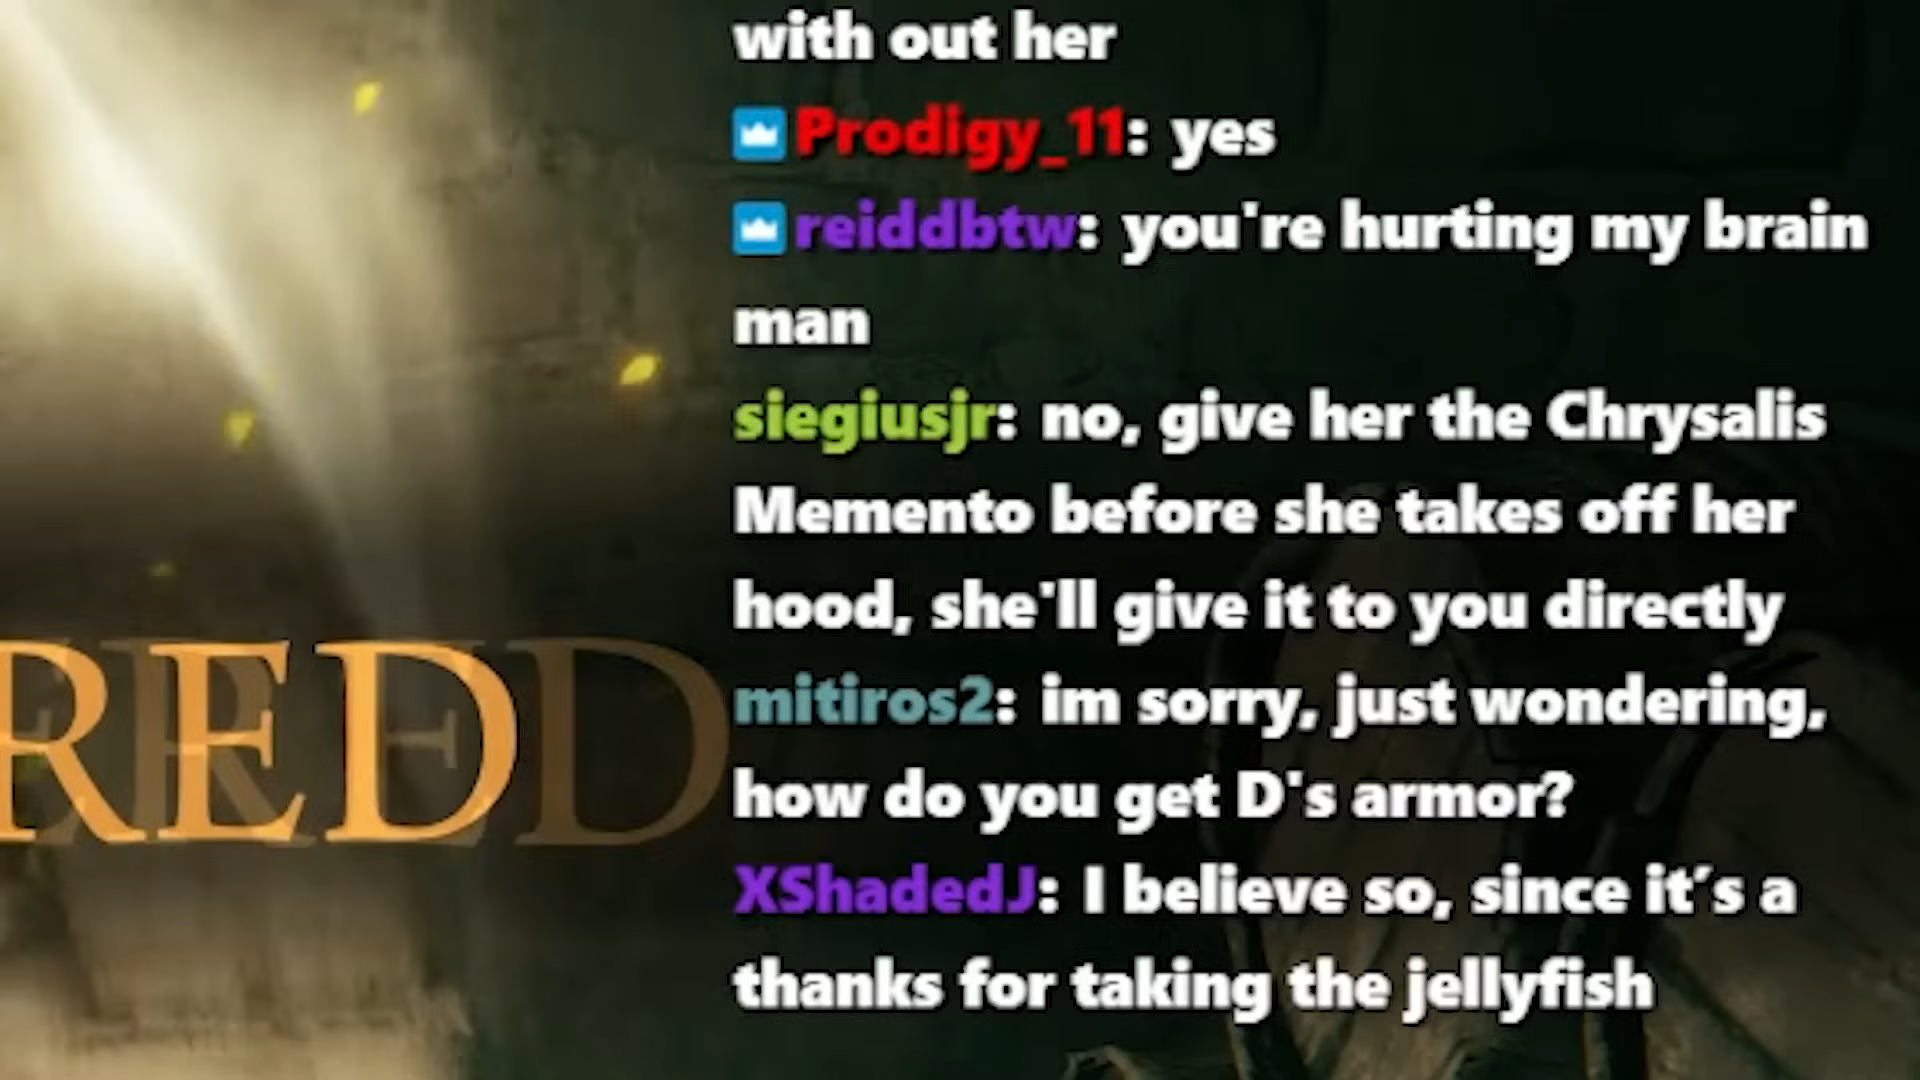 with out her
Prodigy_11: yes
reiddbtw: you're hurting my brain
man
siegiusjr: no, give her the Chrysalis
Memento before she takes off her
hood, she'll give it to you directly
mitiros2: im sorry, just wondering,
RED
how do you get D's armor?
XShadedJ: I believe so, since it´s a
thanks for taking the jellyfish